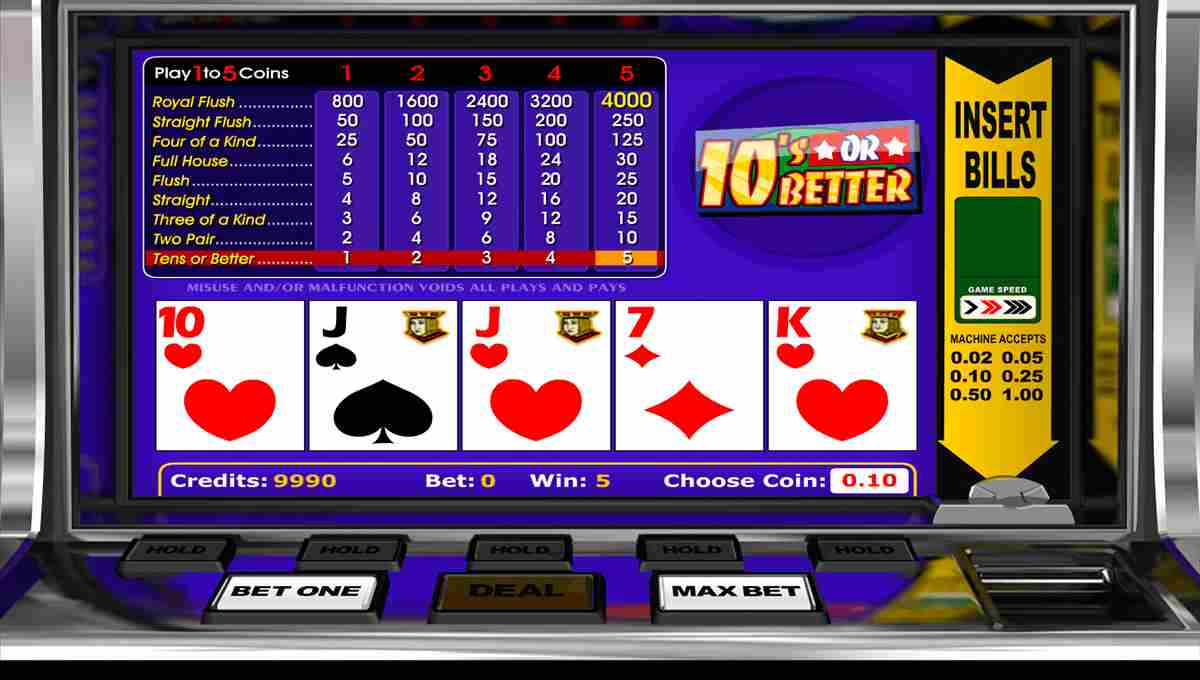 Play 1 to 5 Coins 1 2 3 4 5
Royal Flush ................ 800 1600 2400 3200 4000
Straight Flush ............ 50 100 150 200 250
Four of a Kind ............ 25 50 75 100 125
Full House .................. 6 12 18 24 30
Flush ........................... 5 10 15 20 25
Straight ....................... 4 8 12 16 20
Three of a Kind .......... 3 6 9 12 15
Two Pair ..................... 2 4 6 8 10
Tens or Better ............ 1 2 3 4 5
10's OR
BETTER
MISUSE AND/OR MALFUNCTION VOIDS ALL PLAYS AND PAYS
10 J J 7 K
Credits: 9990 Bet: 0 Win: 5 Choose Coin: 0.10
INSERT
BILLS
GAME SPEED
MACHINE ACCEPTS
0.02 0.05
0.10 0.25
0.50 1.00
HOLD HOLD HOLD HOLD HOLD
BET ONE DEAL MAX BET